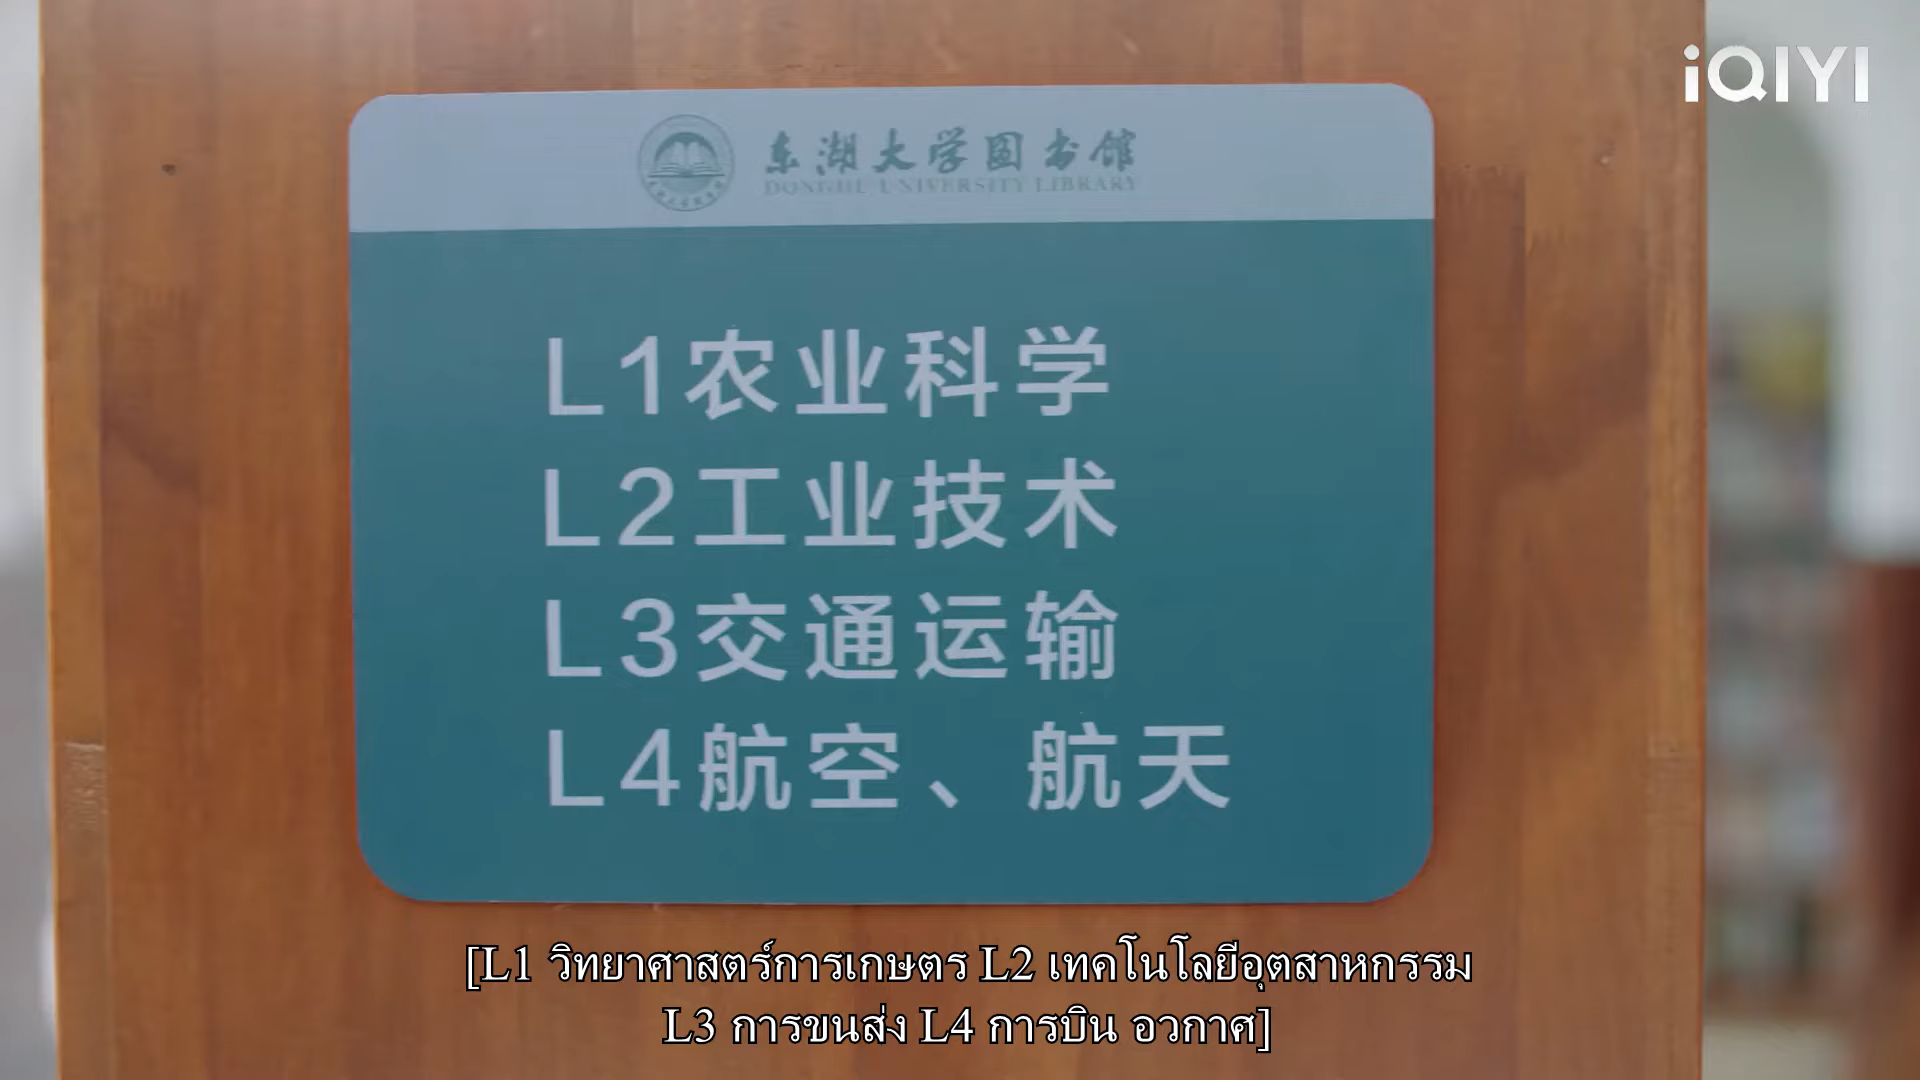 iQIYI
东湖大学图书馆
DONGHU UNIVERSITY LIBRARY
L1农业科学
L2工业技术
L3交通运输
L4航空、航天
[L1 วิทยาศาสตร์การเกษตร L2 เทคโนโลยีอุตสาหกรรม
L3 การขนส่ง L4 การบิน อวกาศ]